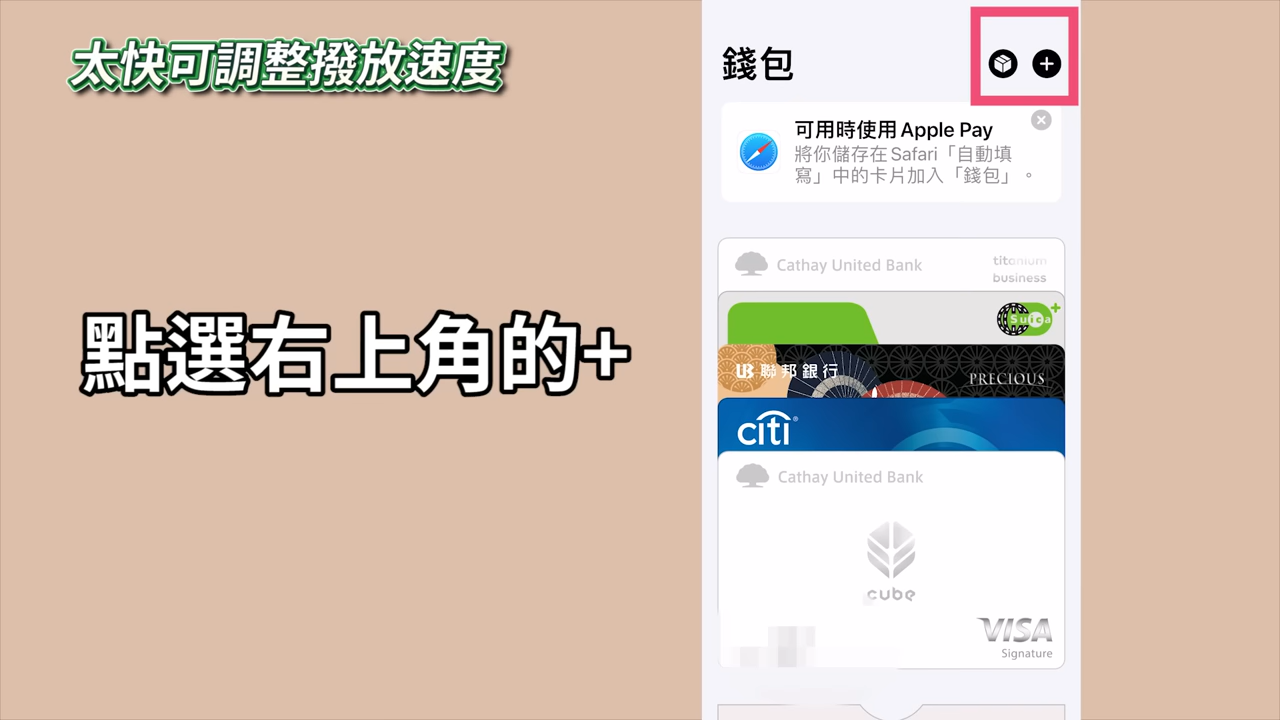 太快可調整撥放速度
點選右上角的+
錢包
可用時使用 Apple Pay
將你儲存在 Safari「自動填
寫」中的卡片加入「錢包」。
Cathay United Bank
titanium
business
Suica
聯邦銀行
PRECIOUS
citi
Cathay United Bank
cube
VISA
Signature